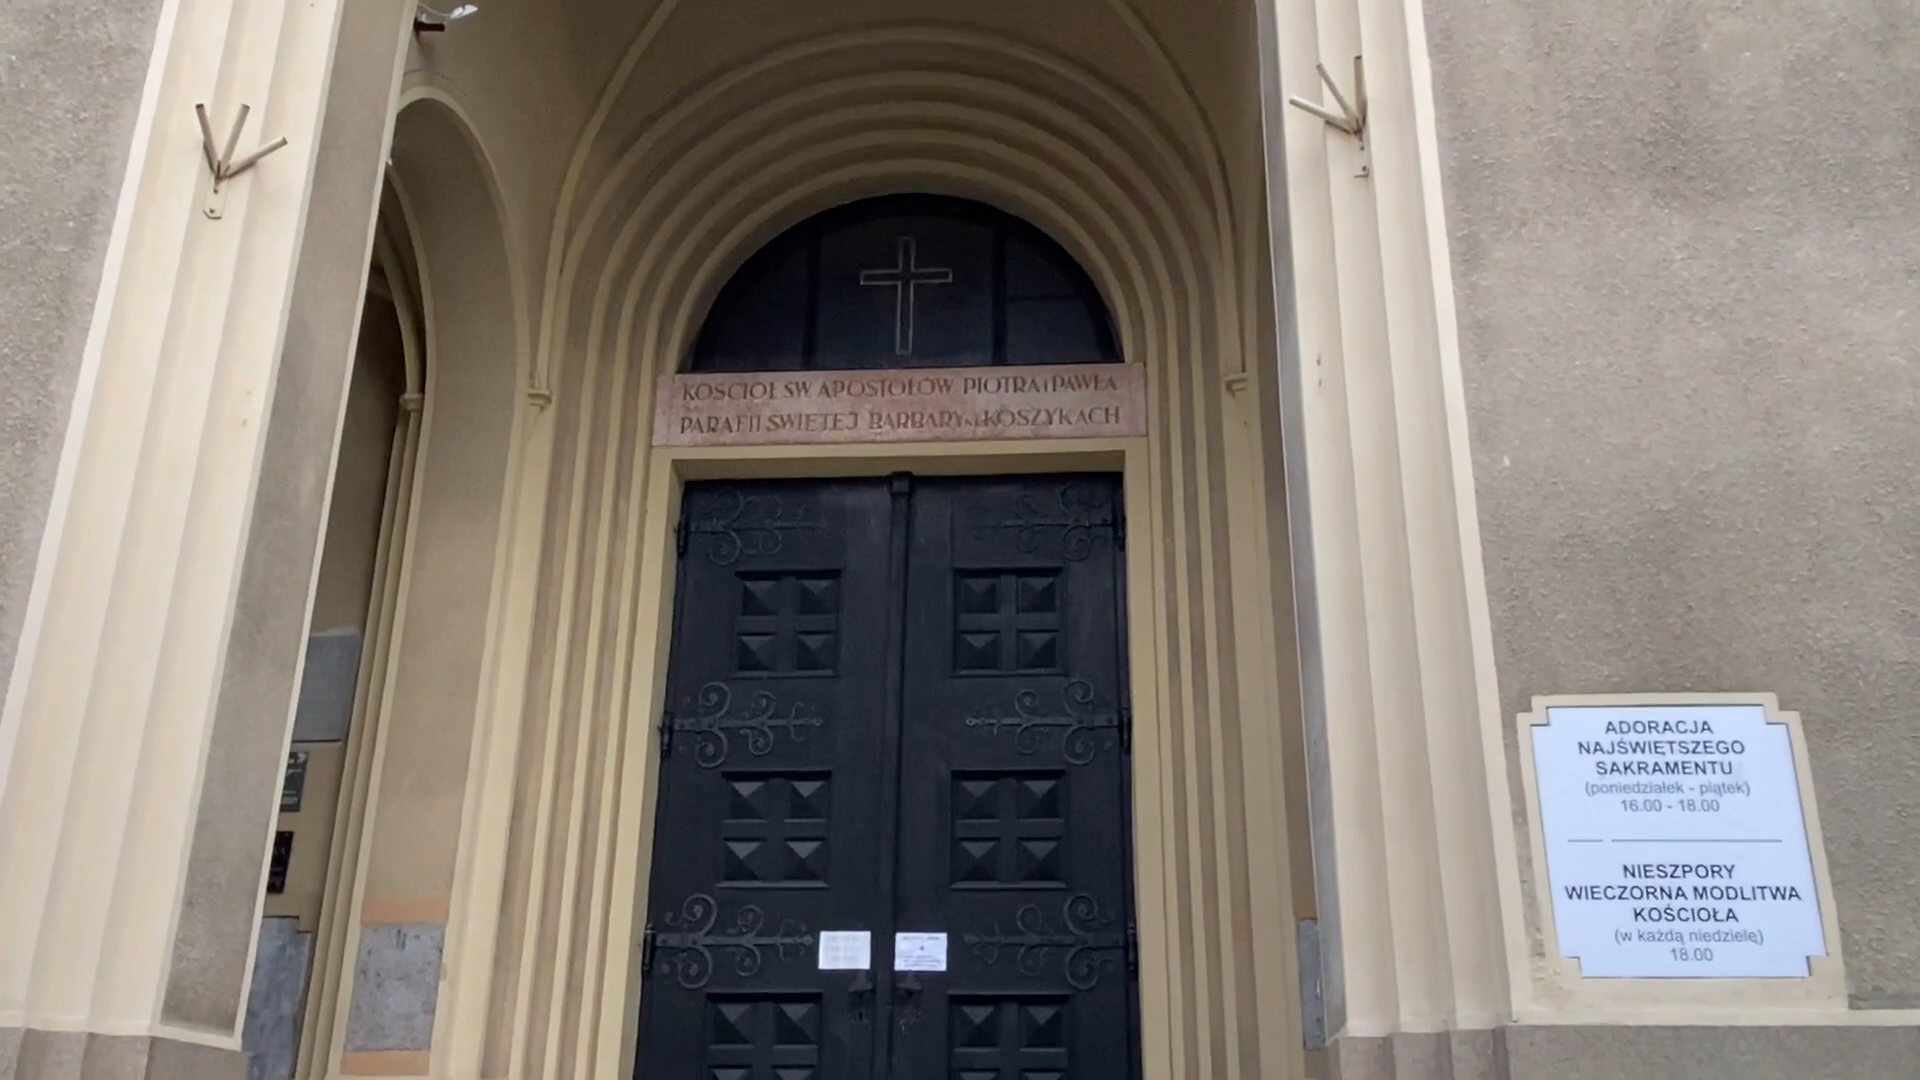 KOŚCIOŁ ŚW. APOSTOŁÓW PIOTRA I PAWŁA
PARAFII ŚWIĘTEJ BARBARY NA KOSZYKACH
ADORACJA
NAJŚWIĘTSZEGO
SAKRAMENTU
(poniedziałek - piątek)
16.00 - 18.00
NIESZPORY
WIECZORNA MODLITWA
KOŚCIOŁA
(w każdą niedzielę)
18.00